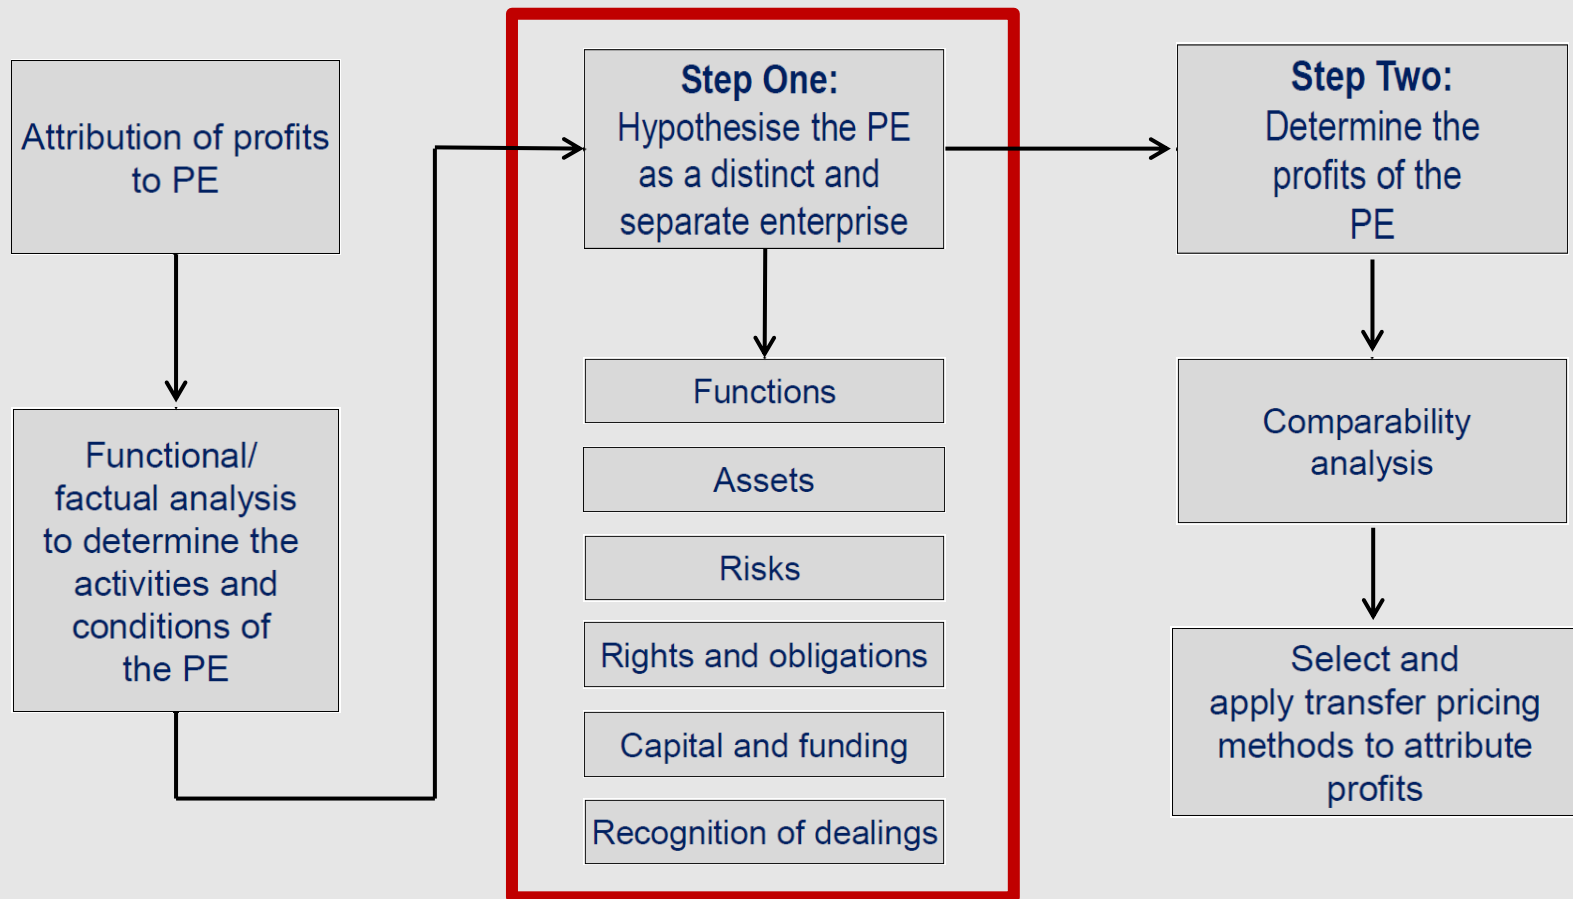 Attribution of profits
to PE
Functional/
factual analysis
to determine the
activities and
conditions of
the PE
Step One:
Hypothesise the PE
as a distinct and
separate enterprise
Functions
Assets
Risks
Rights and obligations
Capital and funding
Recognition of dealings
Step Two:
Determine the
profits of the
PE
Comparability
analysis
Select and
apply transfer pricing
methods to attribute
profits